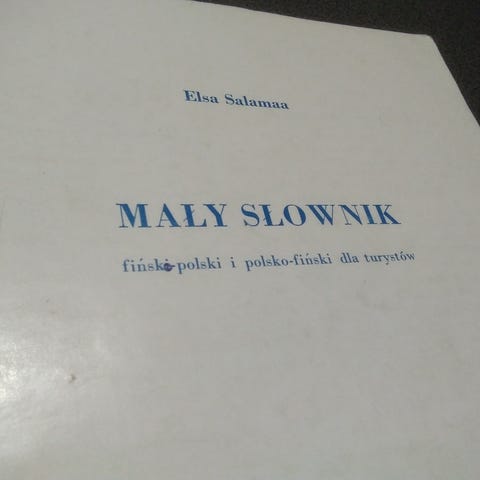 Elsa Salamaa
MAŁY SŁOWNIK
fińsko-polski i polsko-fiński dla turystów